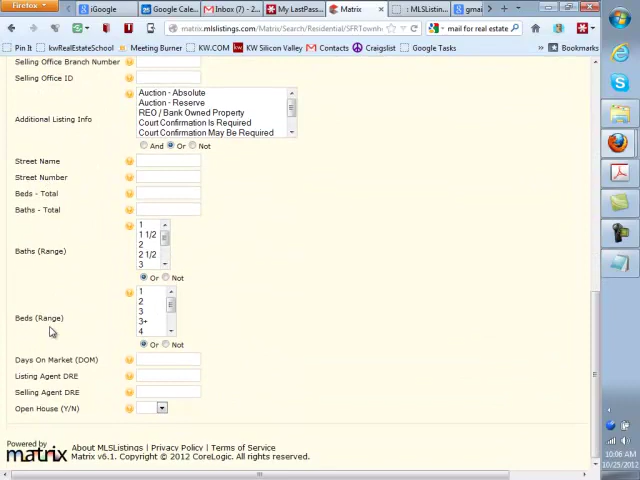 Firefox
iGoogle
Google Cale...
Inbox (7) - 2...
My LastPass...
Matrix
: MLSListin...
gmai
matrix.mlslistings.com/Matrix/Search/Residential/SFRTownh
mail for real estate
Pin It
kwRealEstateSchool
Meeting Burner
KW.COM
KW Silicon Valley
Contacts
Craigslist
Google Tasks
Bookmarks
Selling Office Branch Number
Selling Office ID
Additional Listing Info
Auction - Absolute
Auction - Reserve
REO / Bank Owned Property
Court Confirmation Is Required
Court Confirmation May Be Required
And Or Not
Street Name
Street Number
Beds - Total
Baths - Total
Baths (Range)
1
1 1/2
2
2 1/2
3
Or Not
Beds (Range)
1
2
3
3+
4
Or Not
Days On Market (DOM)
Listing Agent DRE
Selling Agent DRE
Open House (Y/N)
Powered by
matrix
About MLSListings | Privacy Policy | Terms of Service
Matrix v6.1. Copyright © 2012 CoreLogic. All rights reserved.
10:06 AM
10/25/2012